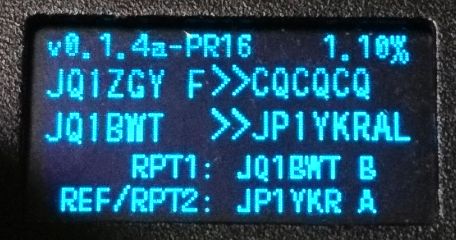 v0.1.4a-PR16 1.10%
JQ1ZGY F>>CQCQCQ
JQ1BWT >>JP1YKRAL
RPT1: JQ1BWT B
REF/RPT2: JP1YKR A